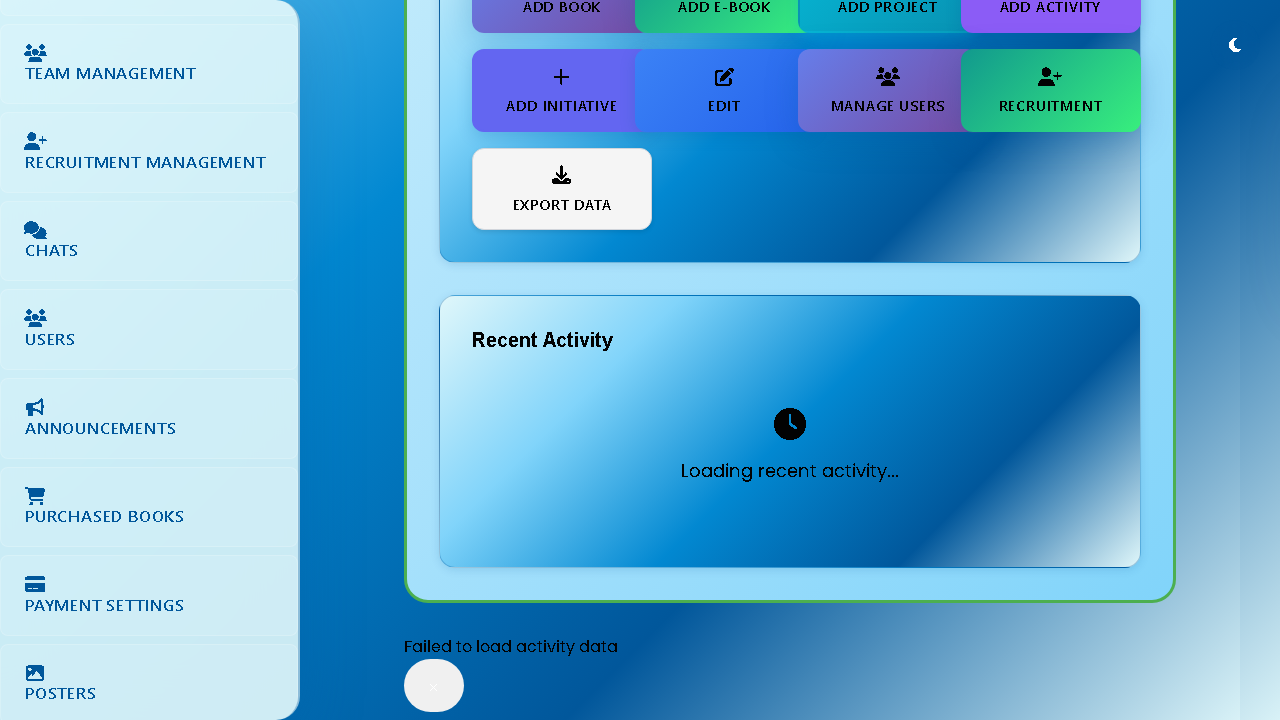 TEAM MANAGEMENT
RECRUITMENT MANAGEMENT
CHATS
USERS
ANNOUNCEMENTS
PURCHASED BOOKS
PAYMENT SETTINGS
POSTERS
ADD BOOK
ADD E-BOOK
ADD PROJECT
ADD ACTIVITY
ADD INITIATIVE
EDIT
MANAGE USERS
RECRUITMENT
EXPORT DATA
Recent Activity
Loading recent activity...
Failed to load activity data
×